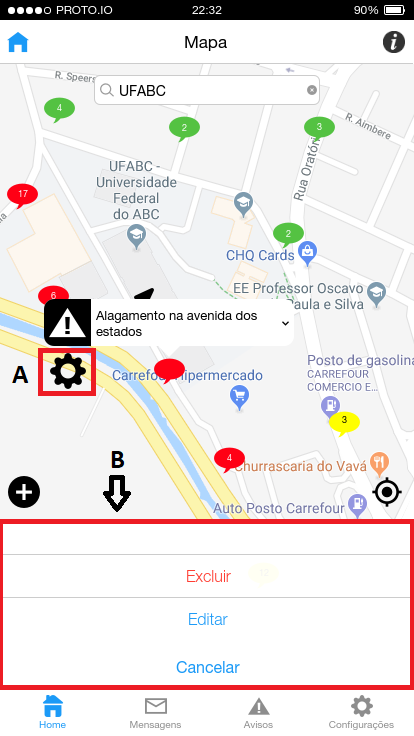 PROTO.IO 22:32 90%
Mapa
R. Speers
UFABC
4
2
3
R. Almbere
Rua Oratório
UFABC -
Universidade
Federal
do ABC
17
2
CHQ Cards
EE Professor Oscavo
Paula e Silva
6
Alagamento na avenida dos
estados
A
Carrefour Hipermercado
Posto de gasolina
CARREFOUR
COMERCIO E...
3
B
4
Churrascaria do Vavá
Auto Posto Carrefour
Excluir
Editar
Cancelar
Home Mensagens Avisos Configurações